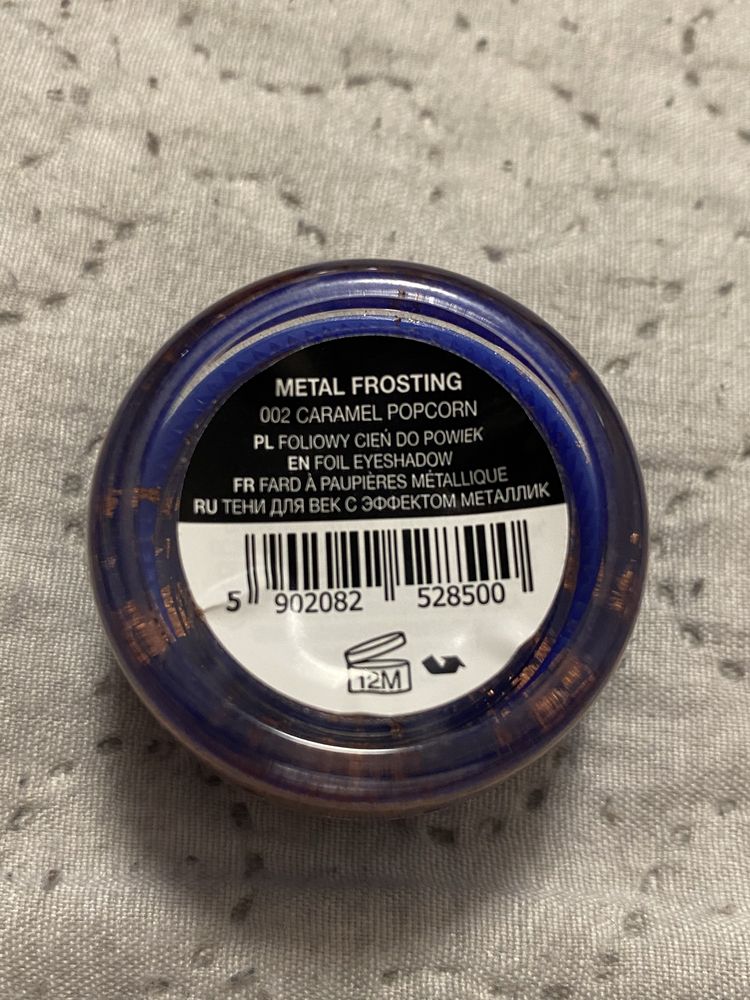 METAL FROSTING
002 CARAMEL POPCORN
PL FOLIOWY CIEŃ DO POWIEK
EN FOIL EYESHADOW
FR FARD À PAUPIÈRES MÉTALLIQUE
RU ТЕНИ ДЛЯ ВЕК С ЭФФЕКТОМ МЕТАЛЛИК
5 902082 528500
12M